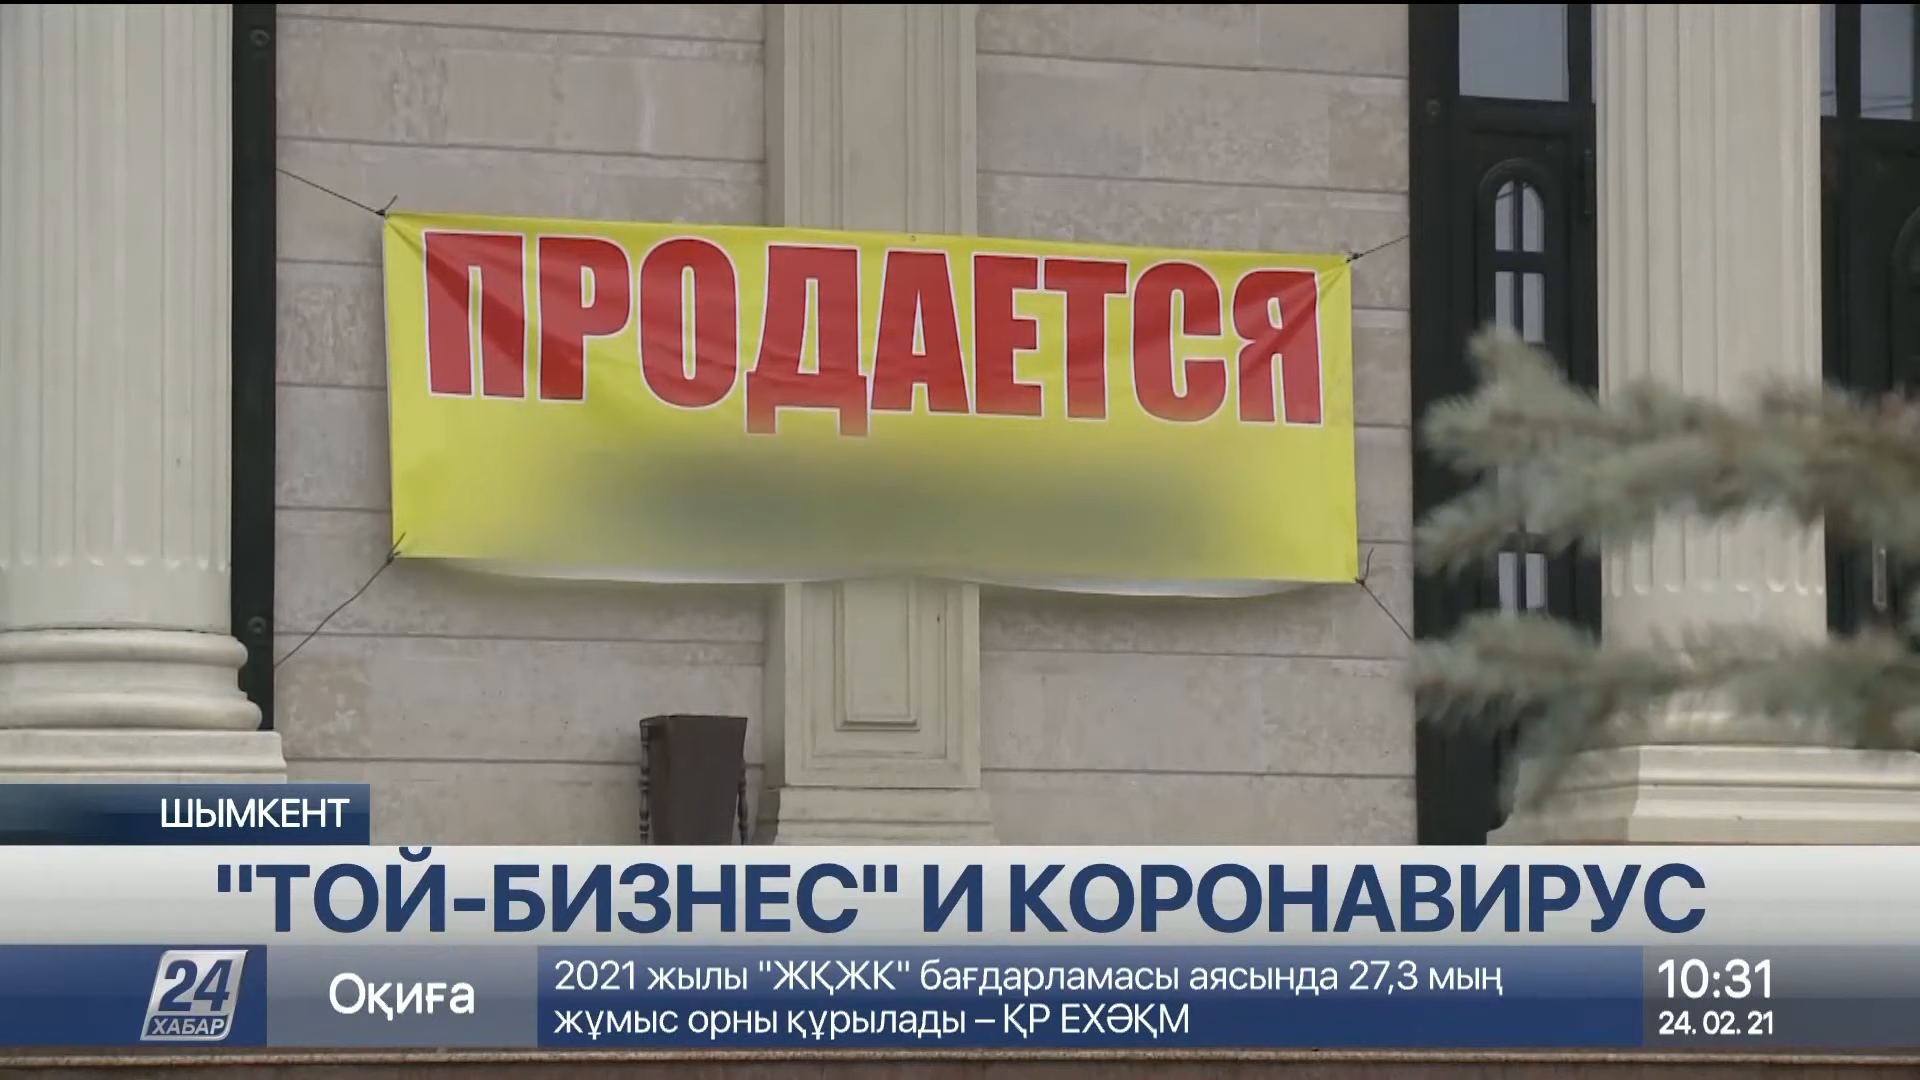 ПРОДАЕТСЯ
ШЫМКЕНТ
"ТОЙ-БИЗНЕС" И КОРОНАВИРУС
24
ХАБАР
Оқиға
2021 жылы "ЖҚЖК" бағдарламасы аясында 27,3 мың
жұмыс орны құрылады – ҚР ЕХӘҚМ
10:31
24. 02. 21